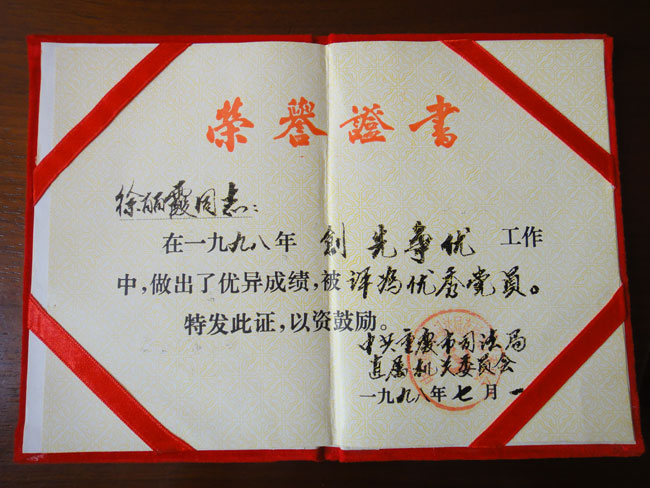 荣誉證書
徐丽霞同志：
在一九九八年 创先争优 工作
中，做出了优异成绩，被评为优秀党员。
特发此证，以资鼓励。
中共重庆市司法局
直属机关委员会
一九九八年七月一